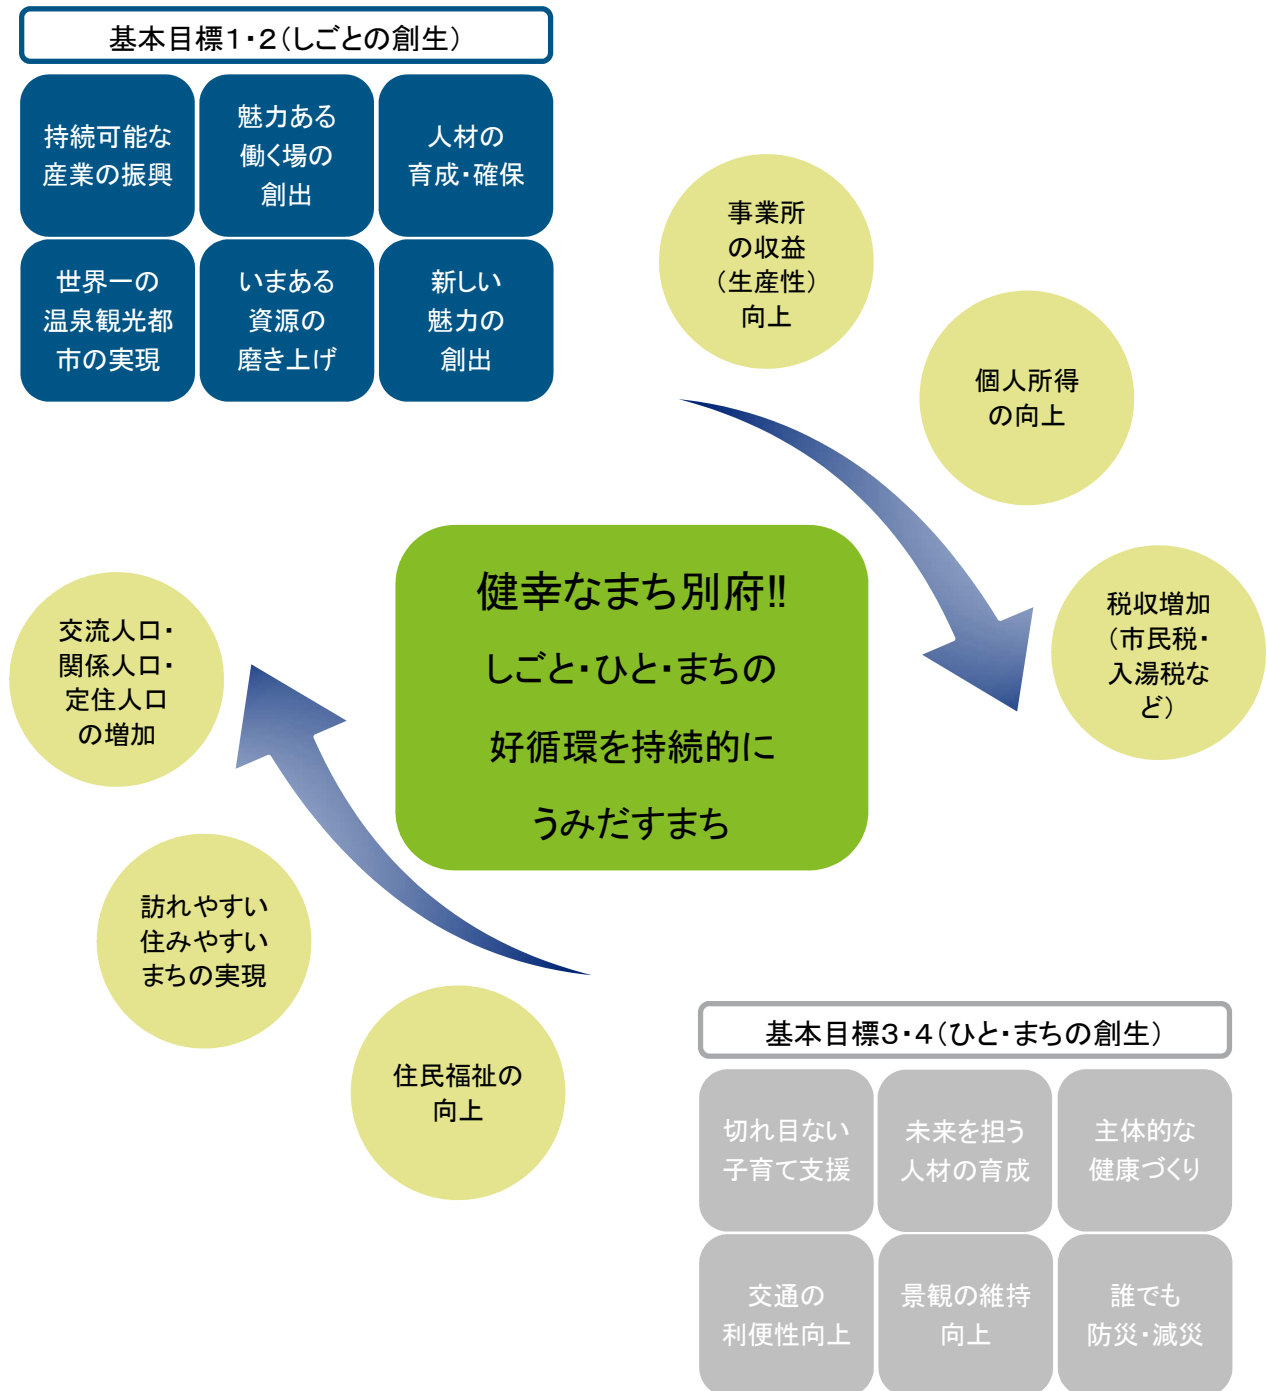 基本目標１・２（しごとの創生）
持続可能な
産業の振興
魅力ある
働く場の
創出
人材の
育成・確保
世界一の
温泉観光都
市の実現
いまある
資源の
磨き上げ
新しい
魅力の
創出
事業所
の収益
（生産性）
向上
個人所得
の向上
税収増加
（市民税・
入湯税な
ど）
健幸なまち別府!!
しごと・ひと・まちの
好循環を持続的に
うみだすまち
交流人口・
関係人口・
定住人口
の増加
訪れやすい
住みやすい
まちの実現
住民福祉の
向上
基本目標３・４（ひと・まちの創生）
切れ目ない
子育て支援
未来を担う
人材の育成
主体的な
健康づくり
交通の
利便性向上
景観の維持
向上
誰でも
防災・減災